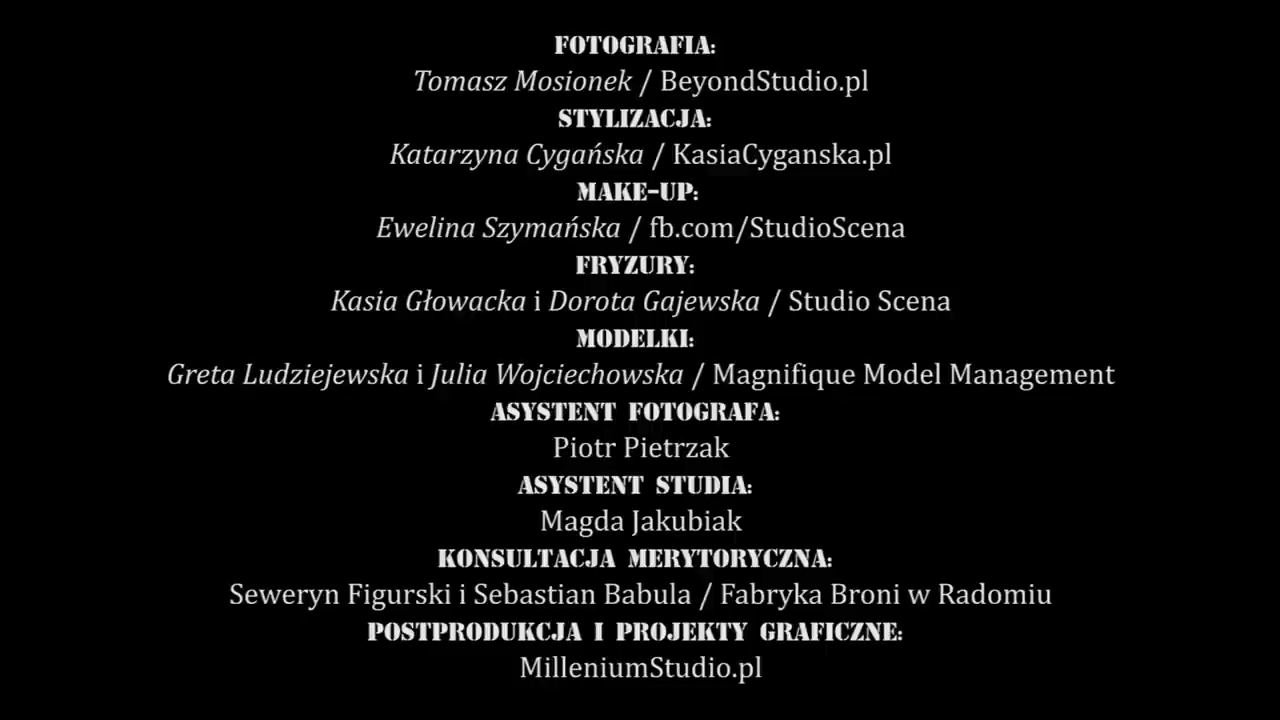 FOTOGRAFIA:
Tomasz Mosionek / BeyondStudio.pl
STYLIZACJA:
Katarzyna Cygańska / KasiaCyganska.pl
MAKE-UP:
Ewelina Szymańska / fb.com/StudioScena
FRYZURY:
Kasia Głowacka i Dorota Gajewska / Studio Scena
MODELKI:
Greta Ludziejewska i Julia Wojciechowska / Magnifique Model Management
ASYSTENT FOTOGRAFA:
Piotr Pietrzak
ASYSTENT STUDIA:
Magda Jakubiak
KONSULTACJA MERYTORYCZNA:
Seweryn Figurski i Sebastian Babula / Fabryka Broni w Radomiu
POSTPRODUKCJA I PROJEKTY GRAFICZNE:
MilleniumStudio.pl